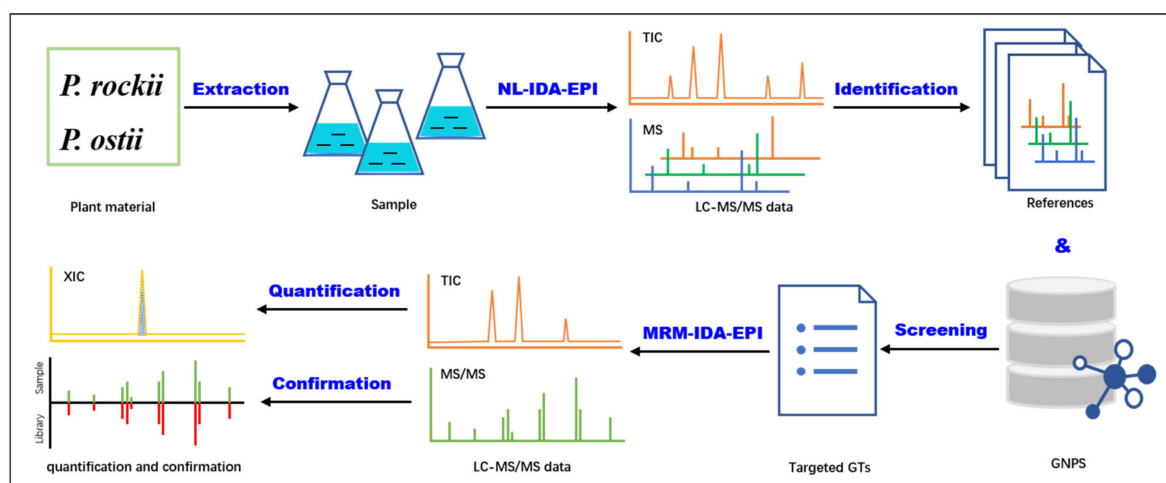 P. rockii
P. ostii
Plant material
Extraction
Sample
NL-IDA-EPI
TIC
MS
LC-MS/MS data
Identification
References
&
GNPS
Screening
Targeted GTs
MRM-IDA-EPI
TIC
MS/MS
LC-MS/MS data
Quantification
Confirmation
XIC
Sample
Library
quantification and confirmation